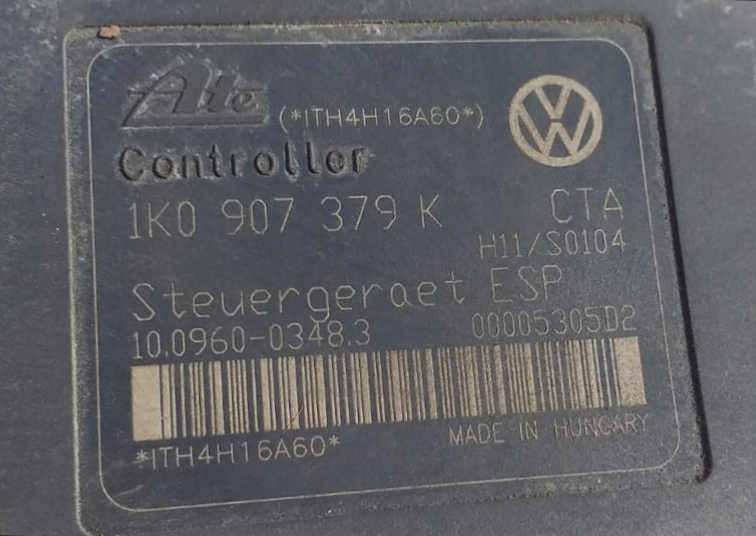 Ate (*ITH4H16A60*)
Controller
1K0 907 379 K CTA
H11/S0104
Steuergeraet ESP
10.0960-0348.3 00005305D2
*ITH4H16A60* MADE IN HUNGARY